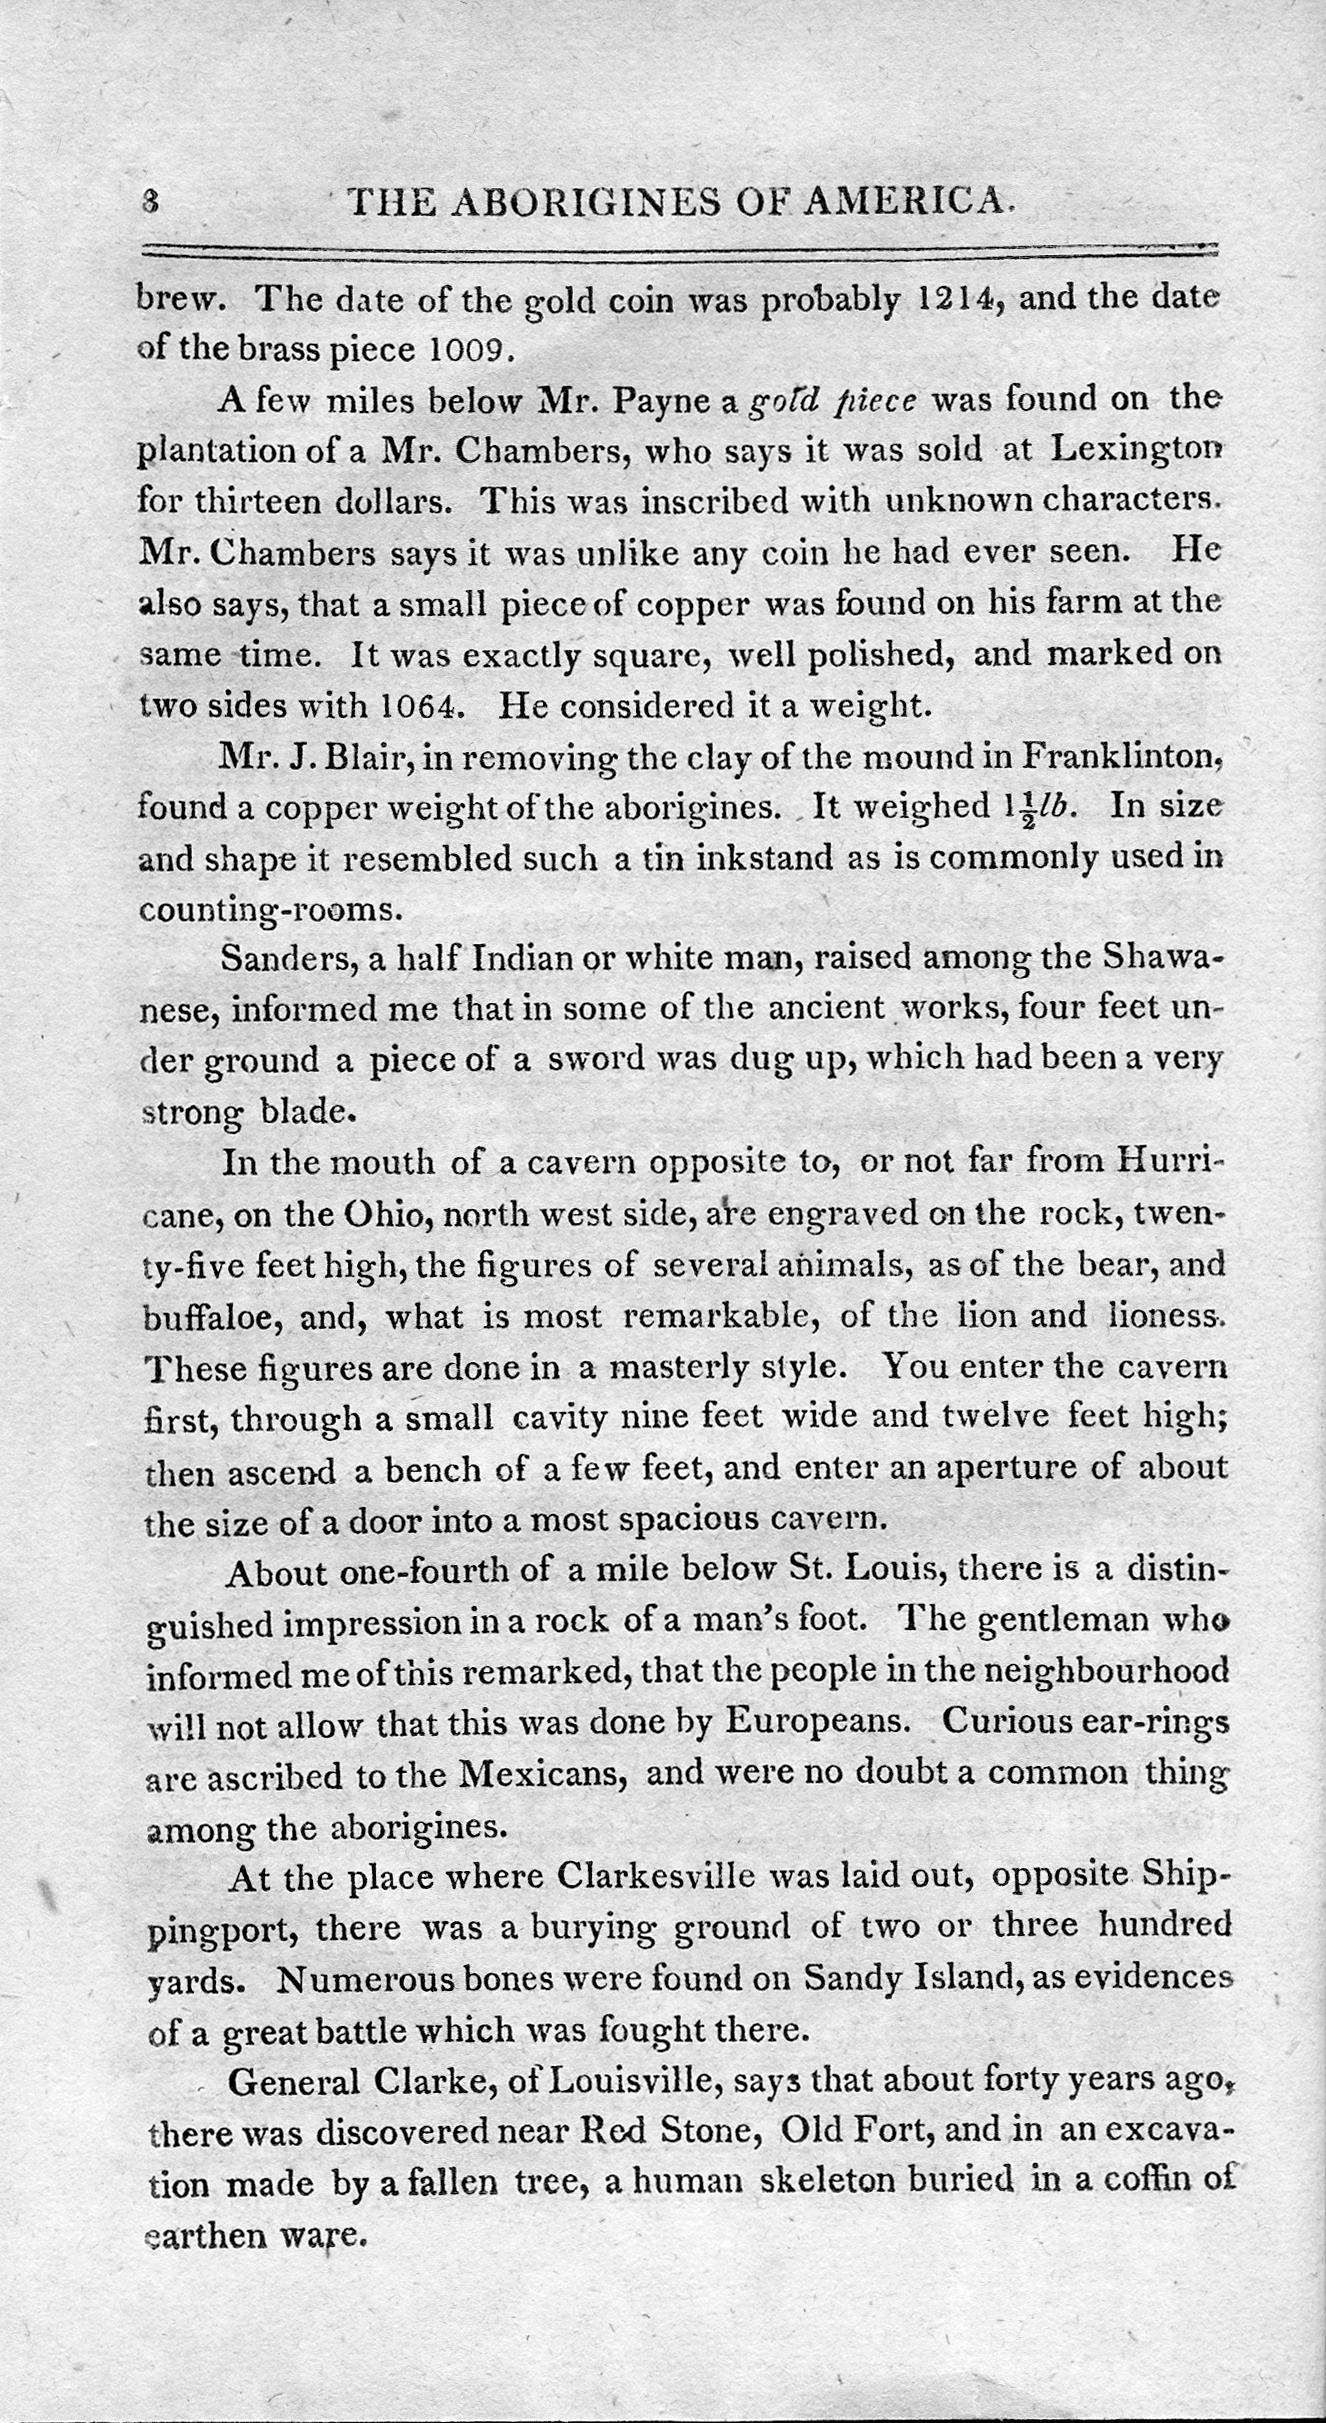 8 THE ABORIGINES OF AMERICA.
brew. The date of the gold coin was probably 1214, and the date
of the brass piece 1009.
A few miles below Mr. Payne a gold piece was found on the
plantation of a Mr. Chambers, who says it was sold at Lexington
for thirteen dollars. This was inscribed with unknown characters.
Mr. Chambers says it was unlike any coin he had ever seen. He
also says, that a small piece of copper was found on his farm at the
same time. It was exactly square, well polished, and marked on
two sides with 1064. He considered it a weight.
Mr. J. Blair, in removing the clay of the mound in Franklinton,
found a copper weight of the aborigines. It weighed 1½lb. In size
and shape it resembled such a tin inkstand as is commonly used in
counting-rooms.
Sanders, a half Indian or white man, raised among the Shawa-
nese, informed me that in some of the ancient works, four feet un-
der ground a piece of a sword was dug up, which had been a very
strong blade.
In the mouth of a cavern opposite to, or not far from Hurri-
cane, on the Ohio, north west side, are engraved on the rock, twen-
ty-five feet high, the figures of several animals, as of the bear, and
buffaloe, and, what is most remarkable, of the lion and lioness.
These figures are done in a masterly style. You enter the cavern
first, through a small cavity nine feet wide and twelve feet high;
then ascend a bench of a few feet, and enter an aperture of about
the size of a door into a most spacious cavern.
About one-fourth of a mile below St. Louis, there is a distin-
guished impression in a rock of a man's foot. The gentleman who
informed me of this remarked, that the people in the neighbourhood
will not allow that this was done by Europeans. Curious ear-rings
are ascribed to the Mexicans, and were no doubt a common thing
among the aborigines.
At the place where Clarkesville was laid out, opposite Ship-
pingport, there was a burying ground of two or three hundred
yards. Numerous bones were found on Sandy Island, as evidences
of a great battle which was fought there.
General Clarke, of Louisville, says that about forty years ago,
there was discovered near Red Stone, Old Fort, and in an excava-
tion made by a fallen tree, a human skeleton buried in a coffin of
earthen ware.